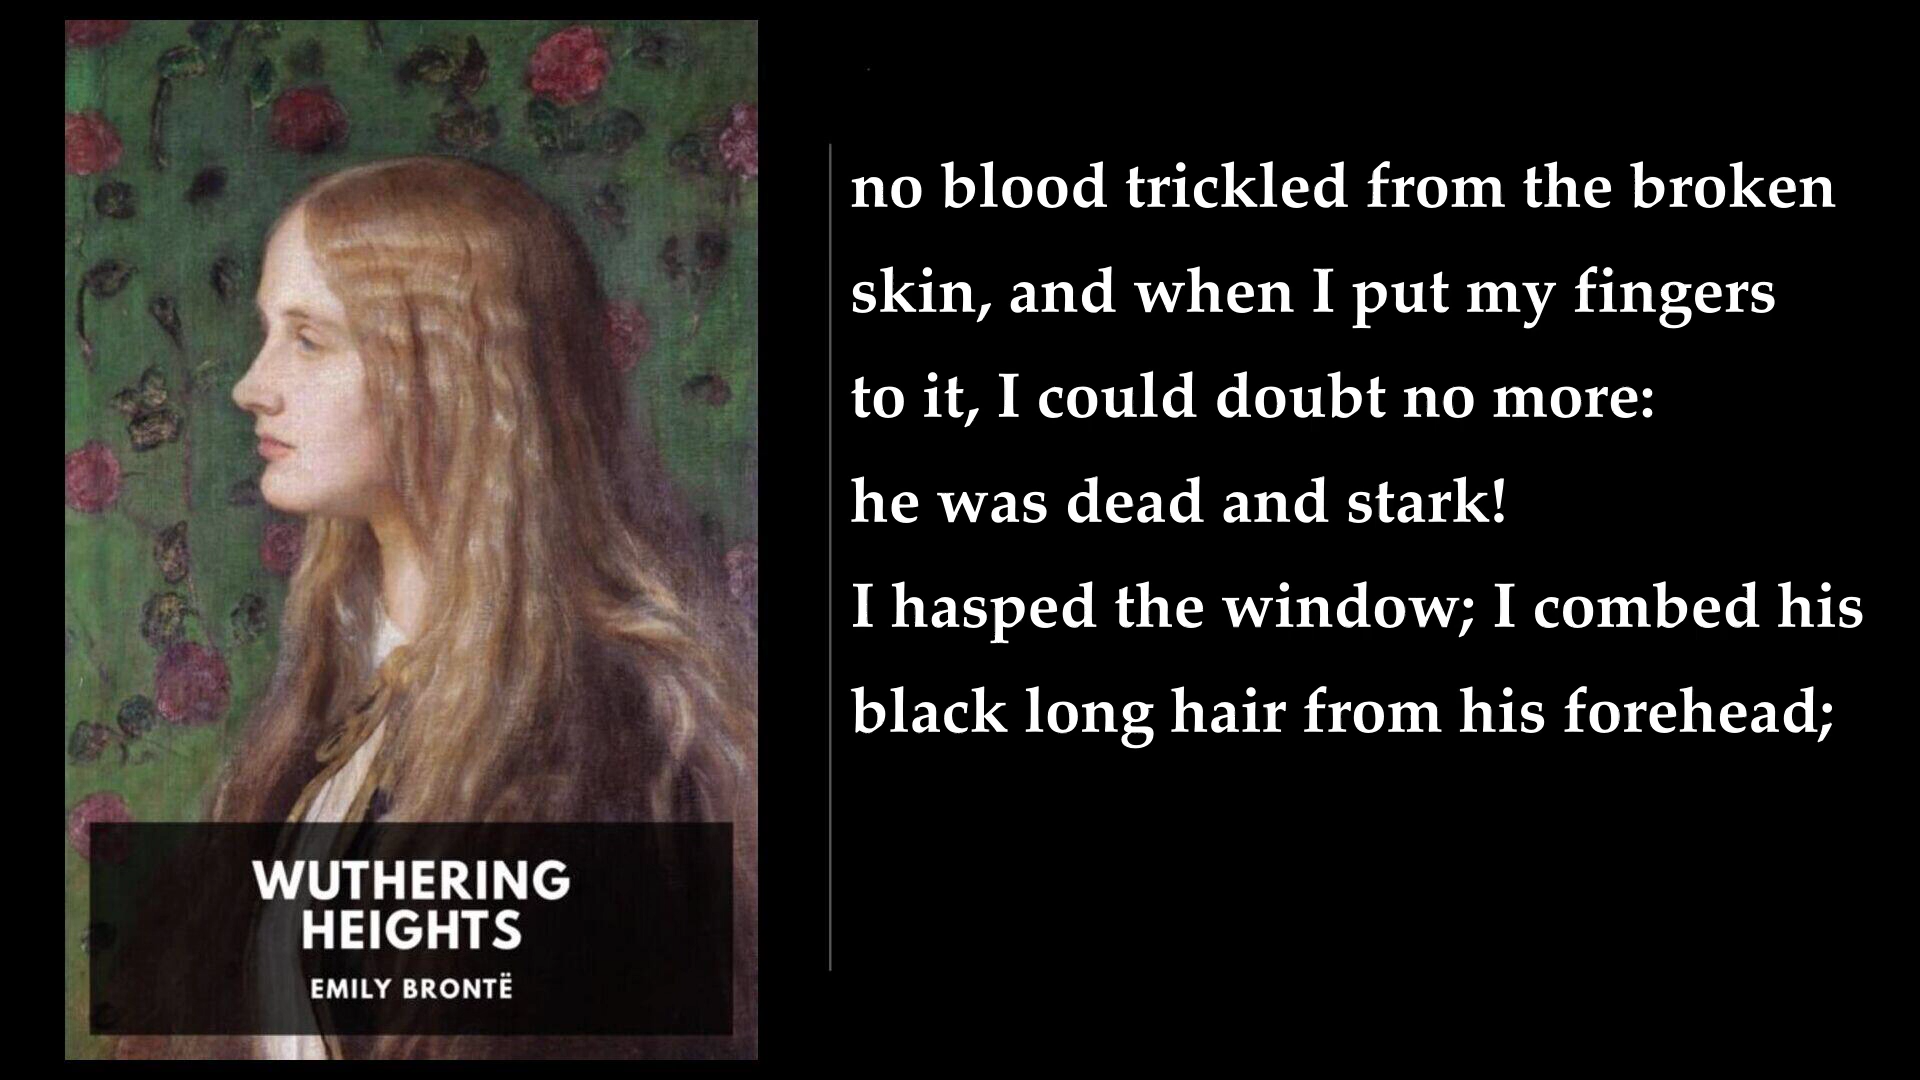 no blood trickled from the broken
skin, and when I put my fingers
to it, I could doubt no more:
he was dead and stark!
I hasped the window; I combed his
black long hair from his forehead;
WUTHERING
HEIGHTS
EMILY BRONTË